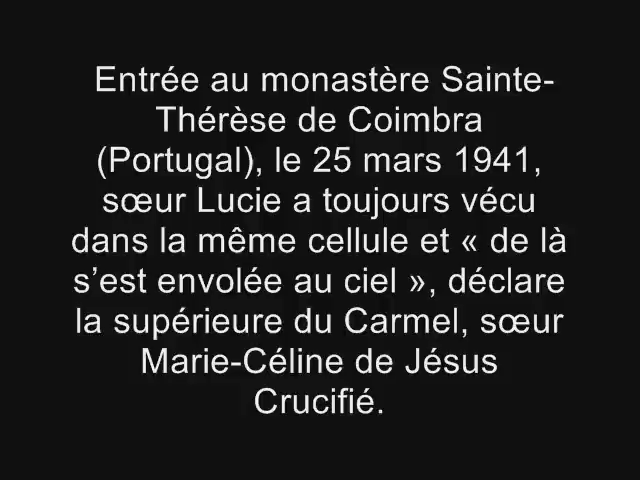 Entrée au monastère Sainte-
Thérèse de Coimbra
(Portugal), le 25 mars 1941,
sœur Lucie a toujours vécu
dans la même cellule et « de là
s’est envolée au ciel », déclare
la supérieure du Carmel, sœur
Marie-Céline de Jésus
Crucifié.